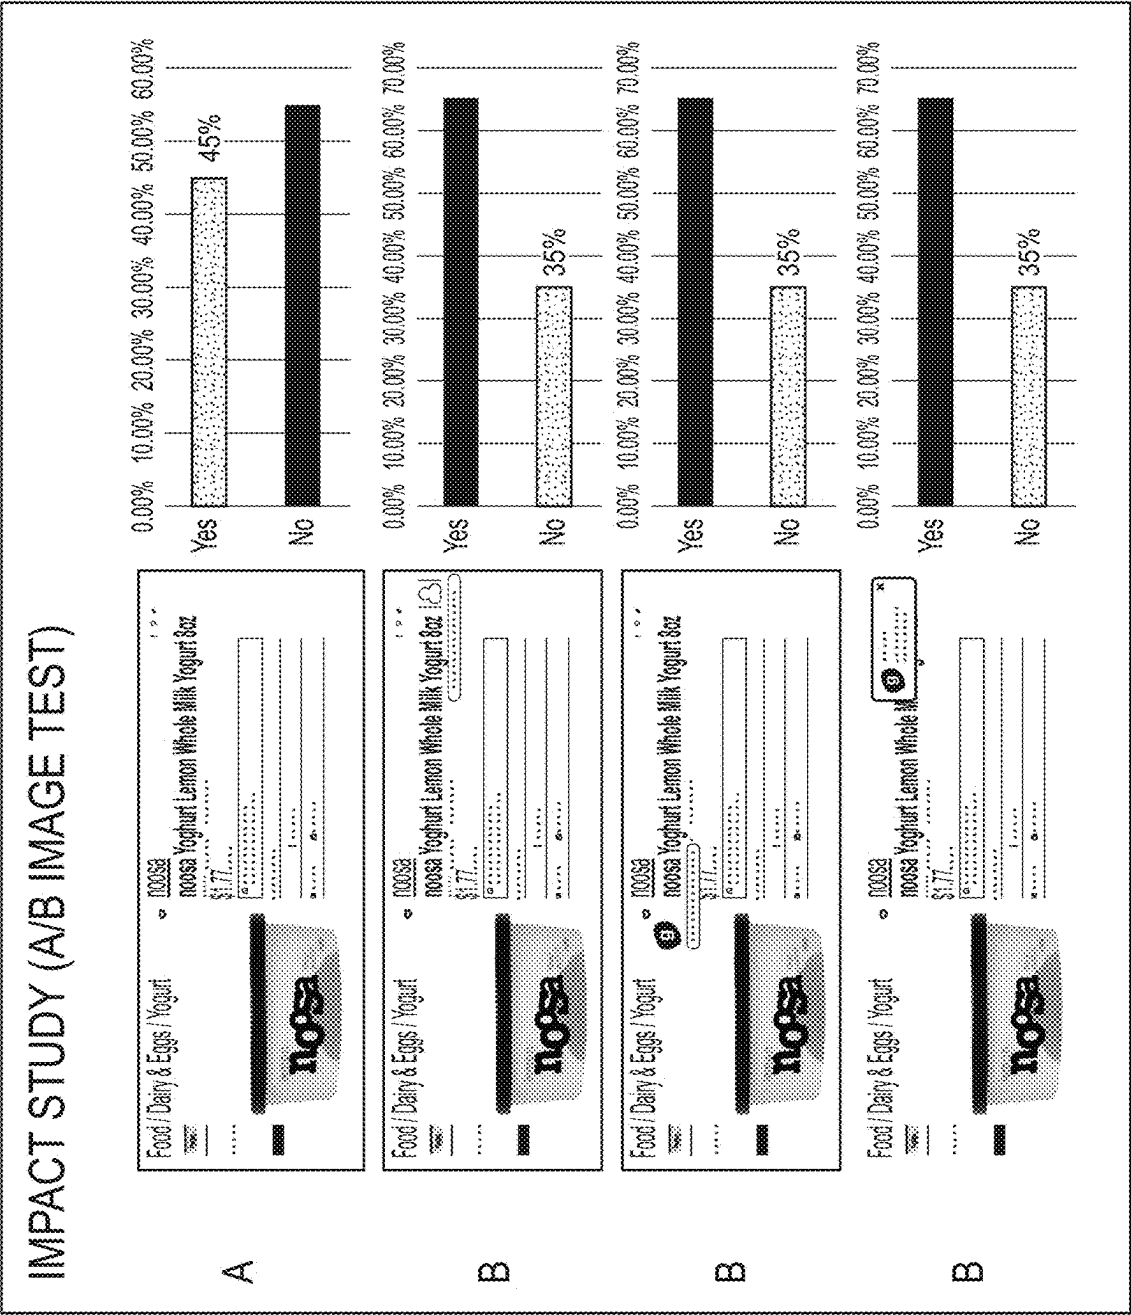 IMPACT STUDY (A/B IMAGE TEST)
A
Food / Dairy & Eggs / Yogurt
noosa
noosa
noosa Yoghurt Lemon Whole Milk Yogurt 8oz
$1.77
0.00% 10.00% 20.00% 30.00% 40.00% 50.00% 60.00%
Yes
45%
No
B
Food / Dairy & Eggs / Yogurt
noosa
noosa
noosa Yoghurt Lemon Whole Milk Yogurt 8oz
$1.77
0.00% 10.00% 20.00% 30.00% 40.00% 50.00% 60.00% 70.00%
Yes
No
35%
B
Food / Dairy & Eggs / Yogurt
noosa
noosa
noosa Yoghurt Lemon Whole Milk Yogurt 8oz
$1.77
0.00% 10.00% 20.00% 30.00% 40.00% 50.00% 60.00% 70.00%
Yes
No
35%
B
Food / Dairy & Eggs / Yogurt
noosa
noosa
noosa Yoghurt Lemon Whole M
$1.77
0.00% 10.00% 20.00% 30.00% 40.00% 50.00% 60.00% 70.00%
Yes
No
35%